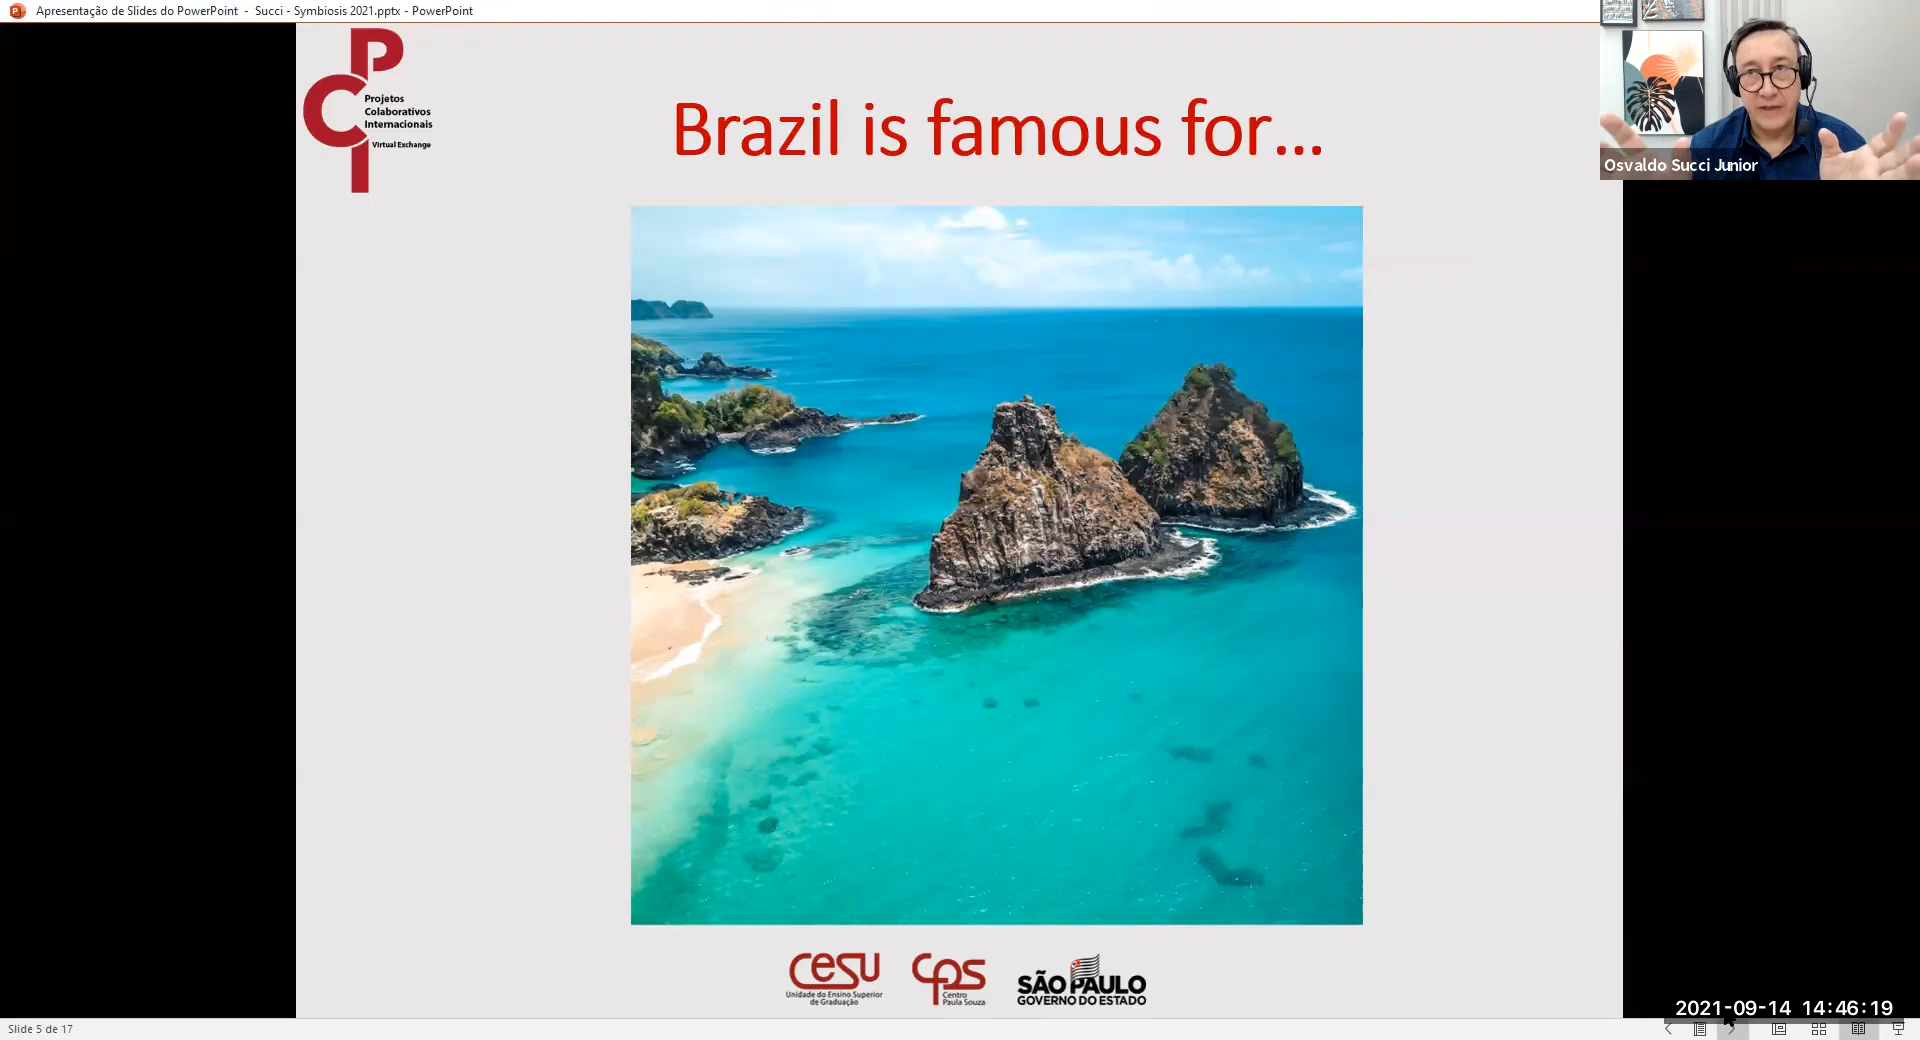 Apresentação de Slides do PowerPoint - Succi - Symbiosis 2021.pptx - PowerPoint
PCI
Projetos
Colaborativos
Internacionais
Virtual Exchange
Brazil is famous for...
Osvaldo Succi Junior
cesu
Unidade do Ensino Superior
de Graduação
cps
Centro
Paula Souza
SÃO PAULO
GOVERNO DO ESTADO
2021-09-14 14:46:19
Slide 5 de 17